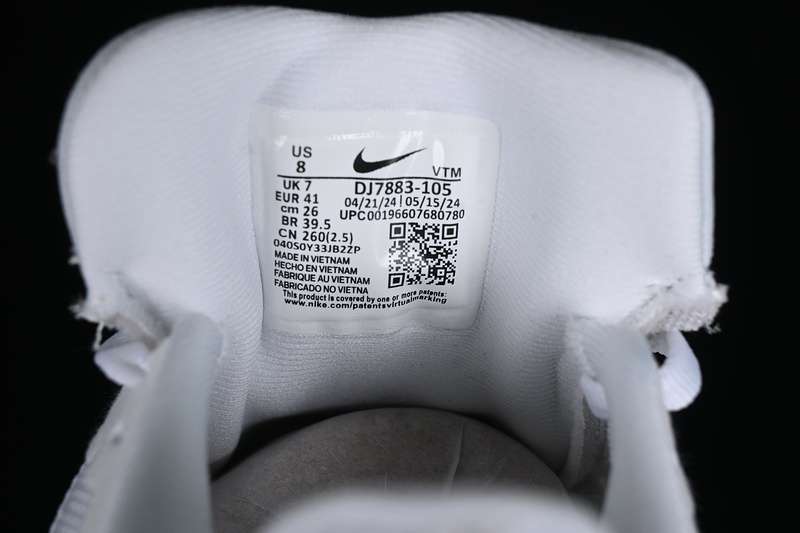 US
8
VTM
UK 7
EUR 41
cm 26
BR 39.5
CN 260(2.5)
DJ7883-105
04/21/24 | 05/15/24
UPC00196607680780
040S0Y33JB2ZP
MADE IN VIETNAM
HECHO EN VIETNAM
FABRIQUE AU VIETNAM
FABRICADO NO VIETNA
This product is covered by one or more patents:
www.nike.com/patentsvirtualmarking